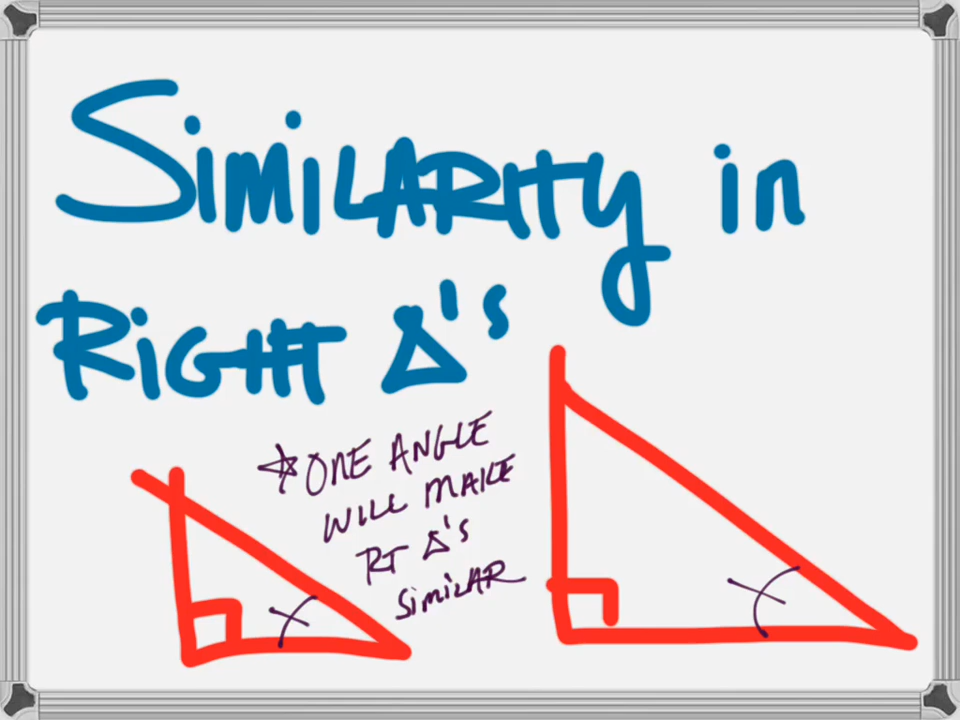 SimiLARiTy in
RiGHT Δ's
☆ONE ANGLE
WILL MAKE
RT Δ'S
SimiLAR